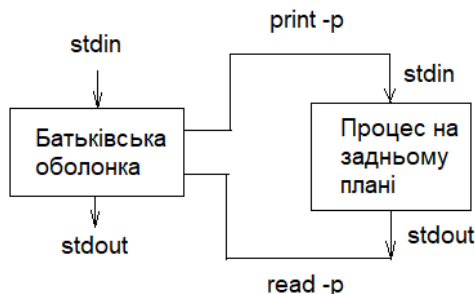 print -p
stdin
stdin
Батьківська
оболонка
Процес на
задньому
плані
stdout
stdout
read -p